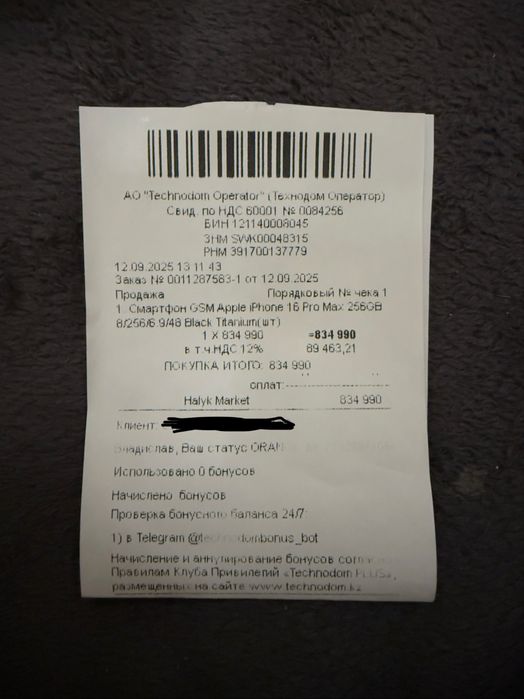 АО "Technodom Operator" (Технодом Оператор)
Свид. по НДС 60001 № 0084256
БИН 121140008045
ЗНМ SWK00048315
РНМ 391700137779
12.09.2025 13 11 43
Заказ № 0011287583-1 от 12.09.2025
Продажа Порядковый № чека 1
1. Смартфон GSM Apple iPhone 16 Pro Max 256GB
8/256/6.9/48 Black Titanium(шт)
1 X 834 990 =834 990
в т.ч.НДС 12% 89 463,21
ПОКУПКА ИТОГО: 834 990
оплат:
Halyk Market 834 990
Клиент:
Владислав, Ваш статус ORAN
Использовано 0 бонусов
Начислено бонусов
Проверка бонусного баланса 24/7:
1) в Telegram @technodombonus_bot
Начисление и аннулирование бонусов
Правилам Клуба Привилегий «Technodom PLUS»,
размещенных на сайте www.technodom.kz